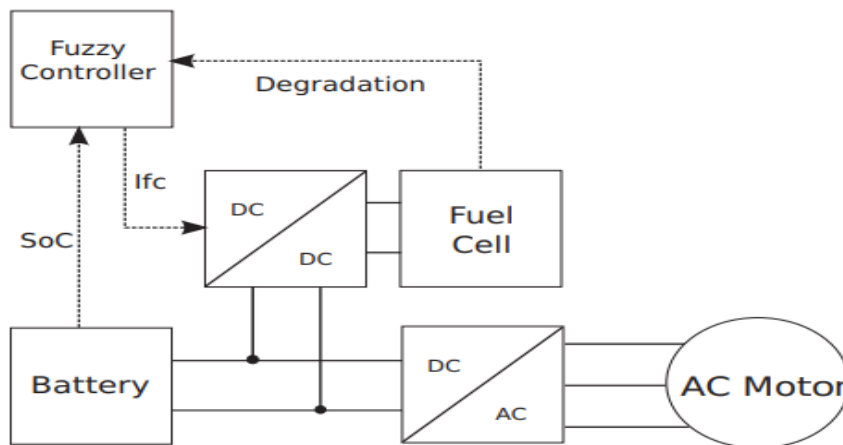 Fuzzy
Controller
Degradation
Ifc
SoC
DC
DC
Fuel
Cell
Battery
DC
AC
AC Motor